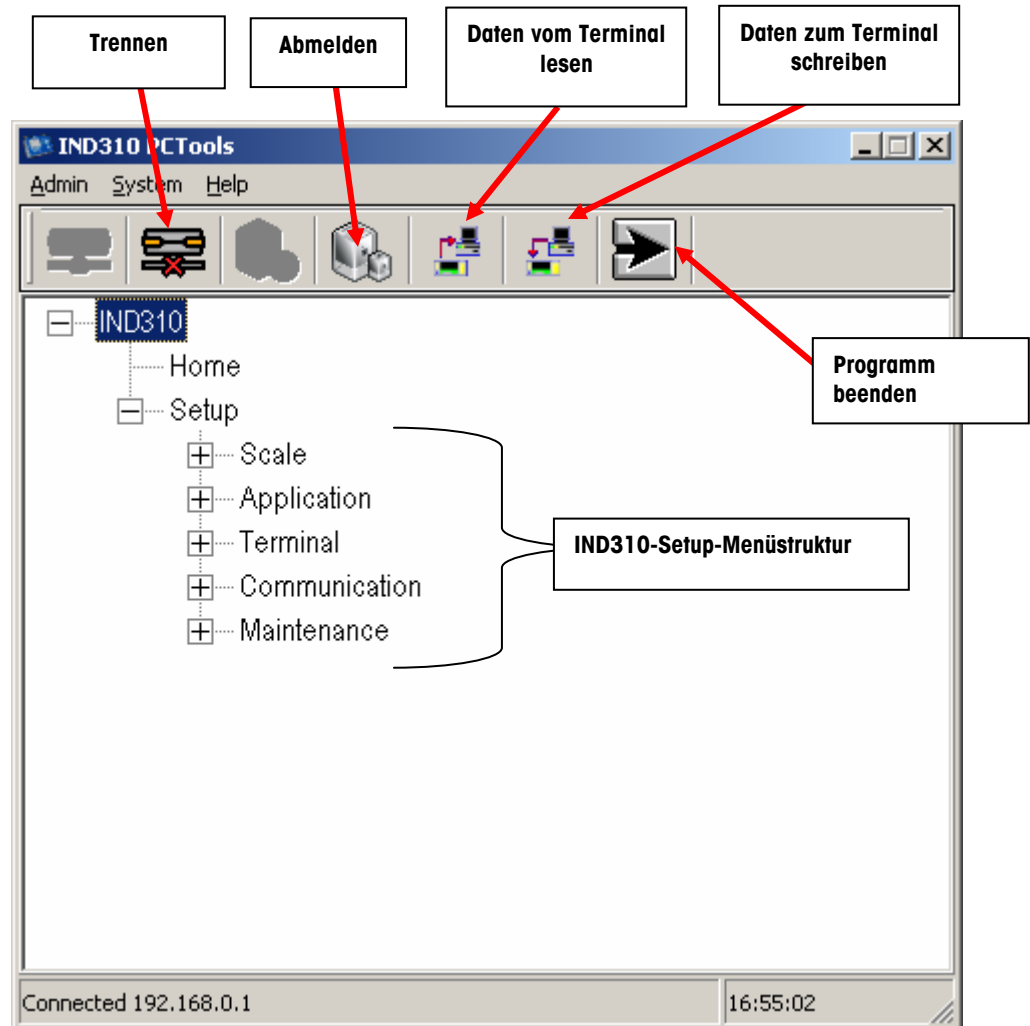 Trennen
Abmelden
Daten vom Terminal
lesen
Daten zum Terminal
schreiben
IND310 PCTools
Admin System Help
IND310
Home
Setup
Scale
Application
Terminal
Communication
Maintenance
Programm
beenden
IND310-Setup-Menüstruktur
Connected 192.168.0.1
16:55:02